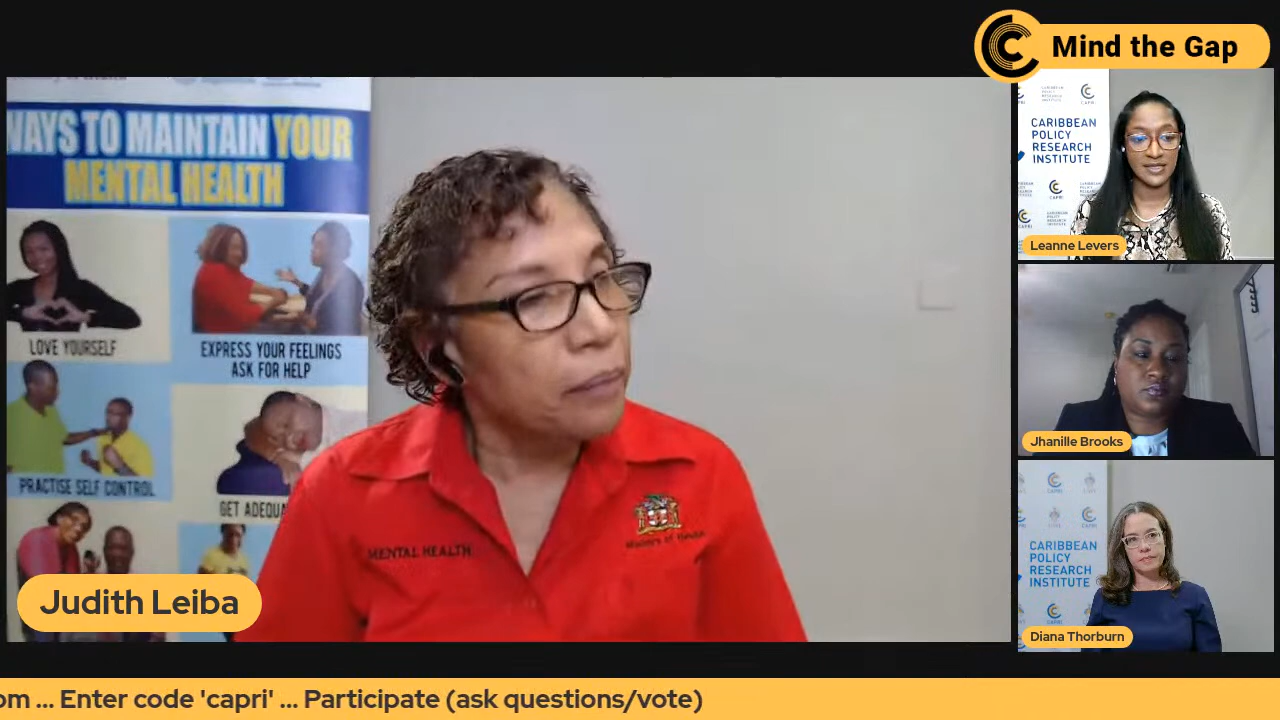 Mind the Gap
WAYS TO MAINTAIN YOUR
MENTAL HEALTH
LOVE YOURSELF
EXPRESS YOUR FEELINGS
ASK FOR HELP
PRACTISE SELF CONTROL
GET ADEQUA
MENTAL HEALTH
Ministry of Health
Judith Leiba
CARIBBEAN
POLICY
RESEARCH
INSTITUTE
CAPRI
CAPRI
Leanne Levers
Jhanille Brooks
CARIBBEAN
POLICY
RESEARCH
INSTITUTE
Diana Thorburn
om ... Enter code 'capri' ... Participate (ask questions/vote)